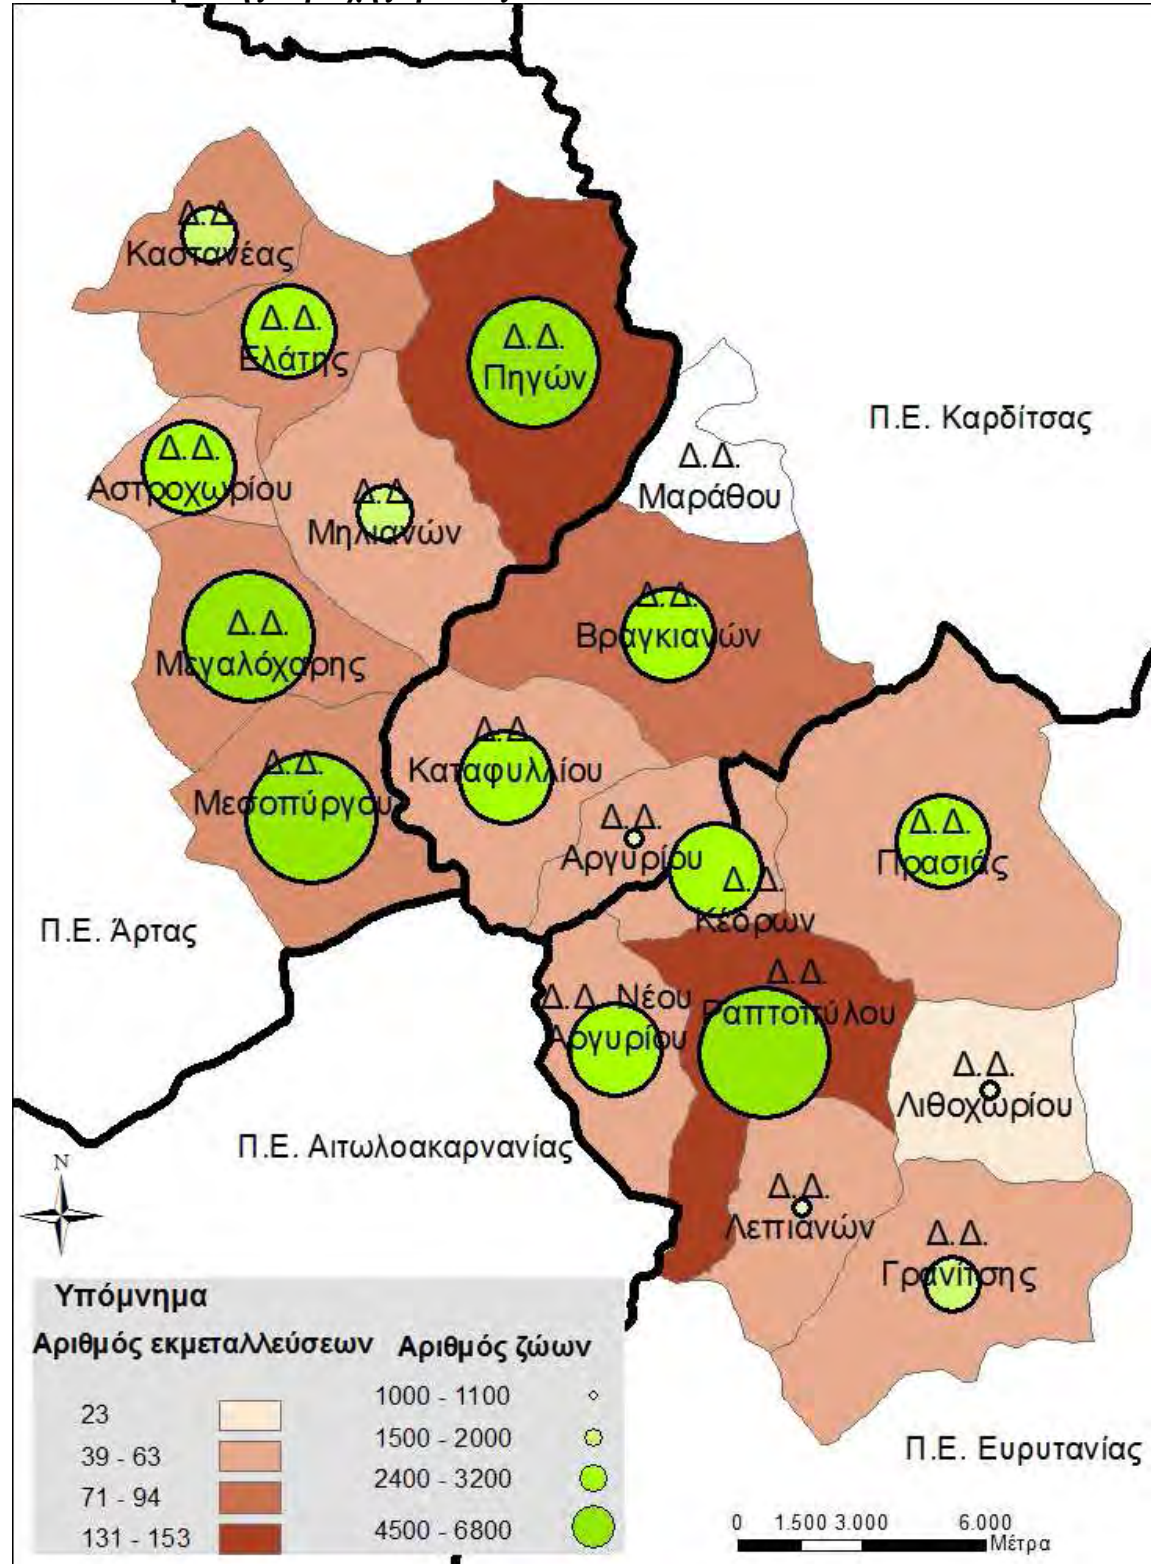 Δ.Δ.
Καστανέας
Δ.Δ.
Ελάτης
Δ.Δ.
Πηγών
Π.Ε. Καρδίτσας
Δ.Δ.
Αστροχωρίου
Δ.Δ.
Μαράθου
Δ.Δ.
Μηλιανών
Δ.Δ.
Μεγαλόχαρης
Δ.Δ.
Βραγκιανών
Δ.Δ.
Μεσοπύργου
Δ.Δ.
Καταφυλλίου
Δ.Δ.
Αργυρίου
Δ.Δ.
Κέδρων
Δ.Δ.
Πρασιάς
Π.Ε. Άρτας
Δ.Δ. Νέου
Αργυρίου
Δ.Δ.
Ραπτοπύλου
Δ.Δ.
Λιθοχωρίου
Π.Ε. Αιτωλοακαρνανίας
Δ.Δ.
Λεπιανών
Δ.Δ.
Γρανίτσης
N
Υπόμνημα
Αριθμός εκμεταλλεύσεων
23
39 - 63
71 - 94
131 - 153
Αριθμός ζώων
1000 - 1100
1500 - 2000
2400 - 3200
4500 - 6800
Π.Ε. Ευρυτανίας
0 1.500 3.000 6.000
Μέτρα